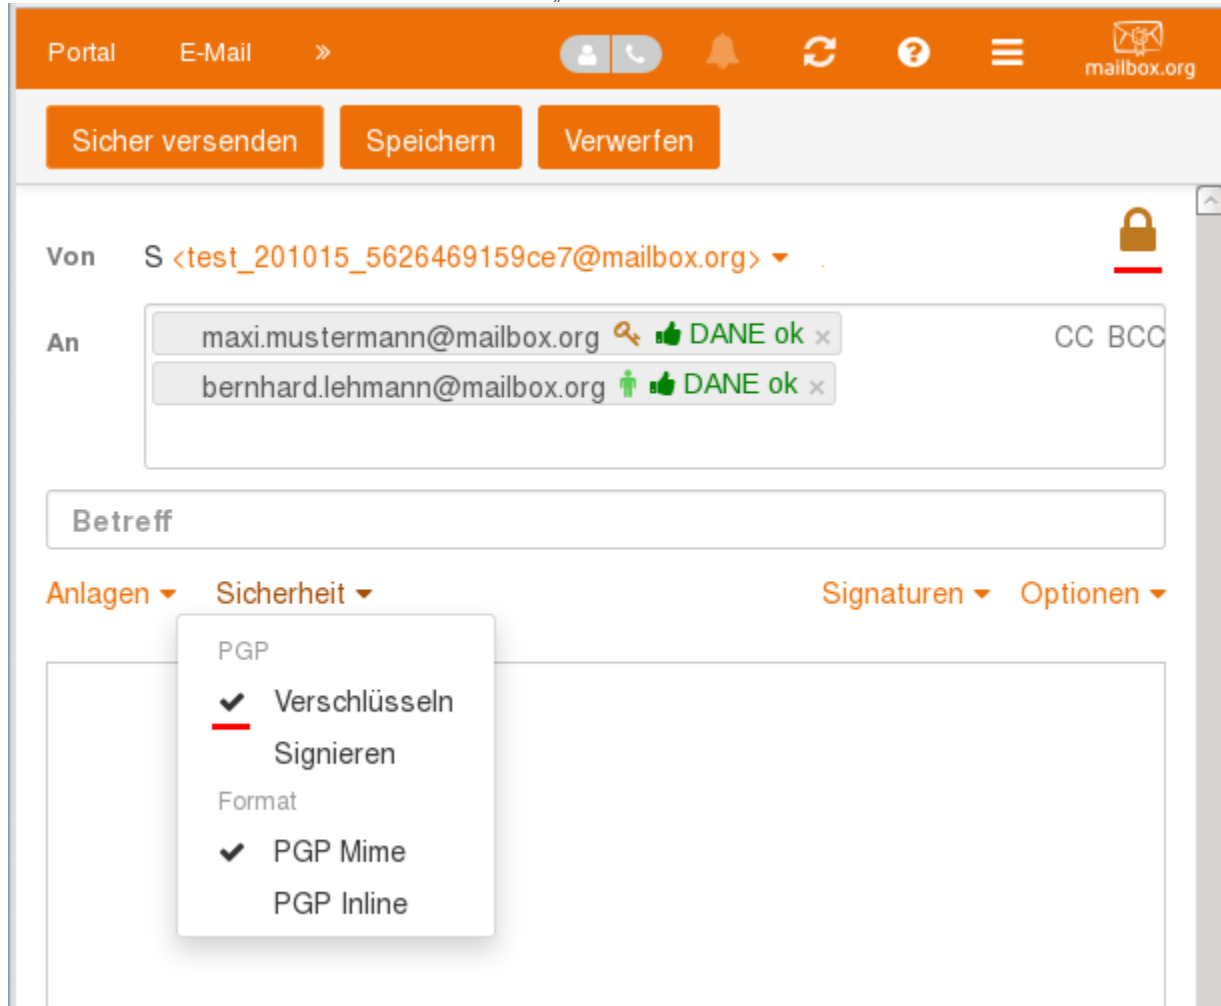 Portal E-Mail »
mailbox.org
Sicher versenden Speichern Verwerfen
Von S <test_201015_5626469159ce7@mailbox.org>
An maxi.mustermann@mailbox.org DANE ok × CC BCC
bernhard.lehmann@mailbox.org DANE ok ×
Betreff
Anlagen Sicherheit Signaturen Optionen
PGP
Verschlüsseln
Signieren
Format
PGP Mime
PGP Inline